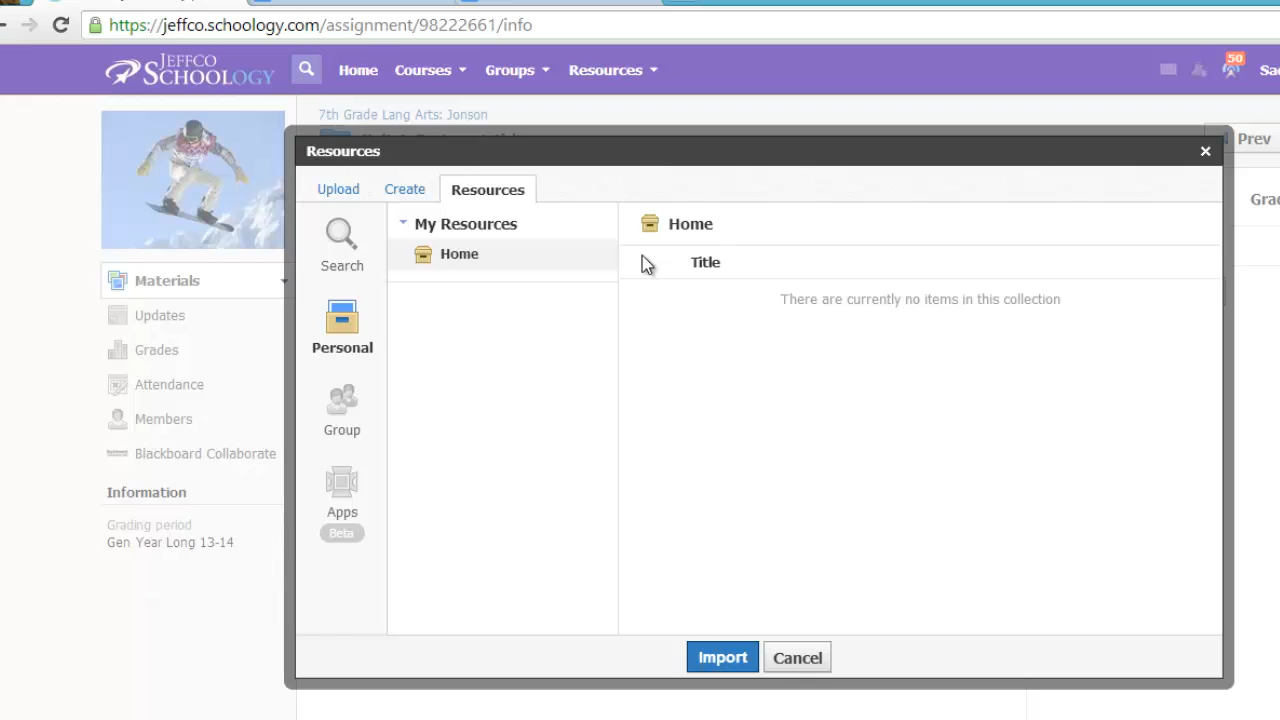 https://jeffco.schoology.com/assignment/98222661/info
JEFFCO
SCHOOLOGY
Home
Courses
Groups
Resources
50
7th Grade Lang Arts: Jonson
Prev
Resources
Upload
Create
Resources
Search
Personal
Group
Apps
Beta
My Resources
Home
Home
Title
There are currently no items in this collection
Import
Cancel
Materials
Updates
Grades
Attendance
Members
Blackboard Collaborate
Information
Grading period
Gen Year Long 13-14